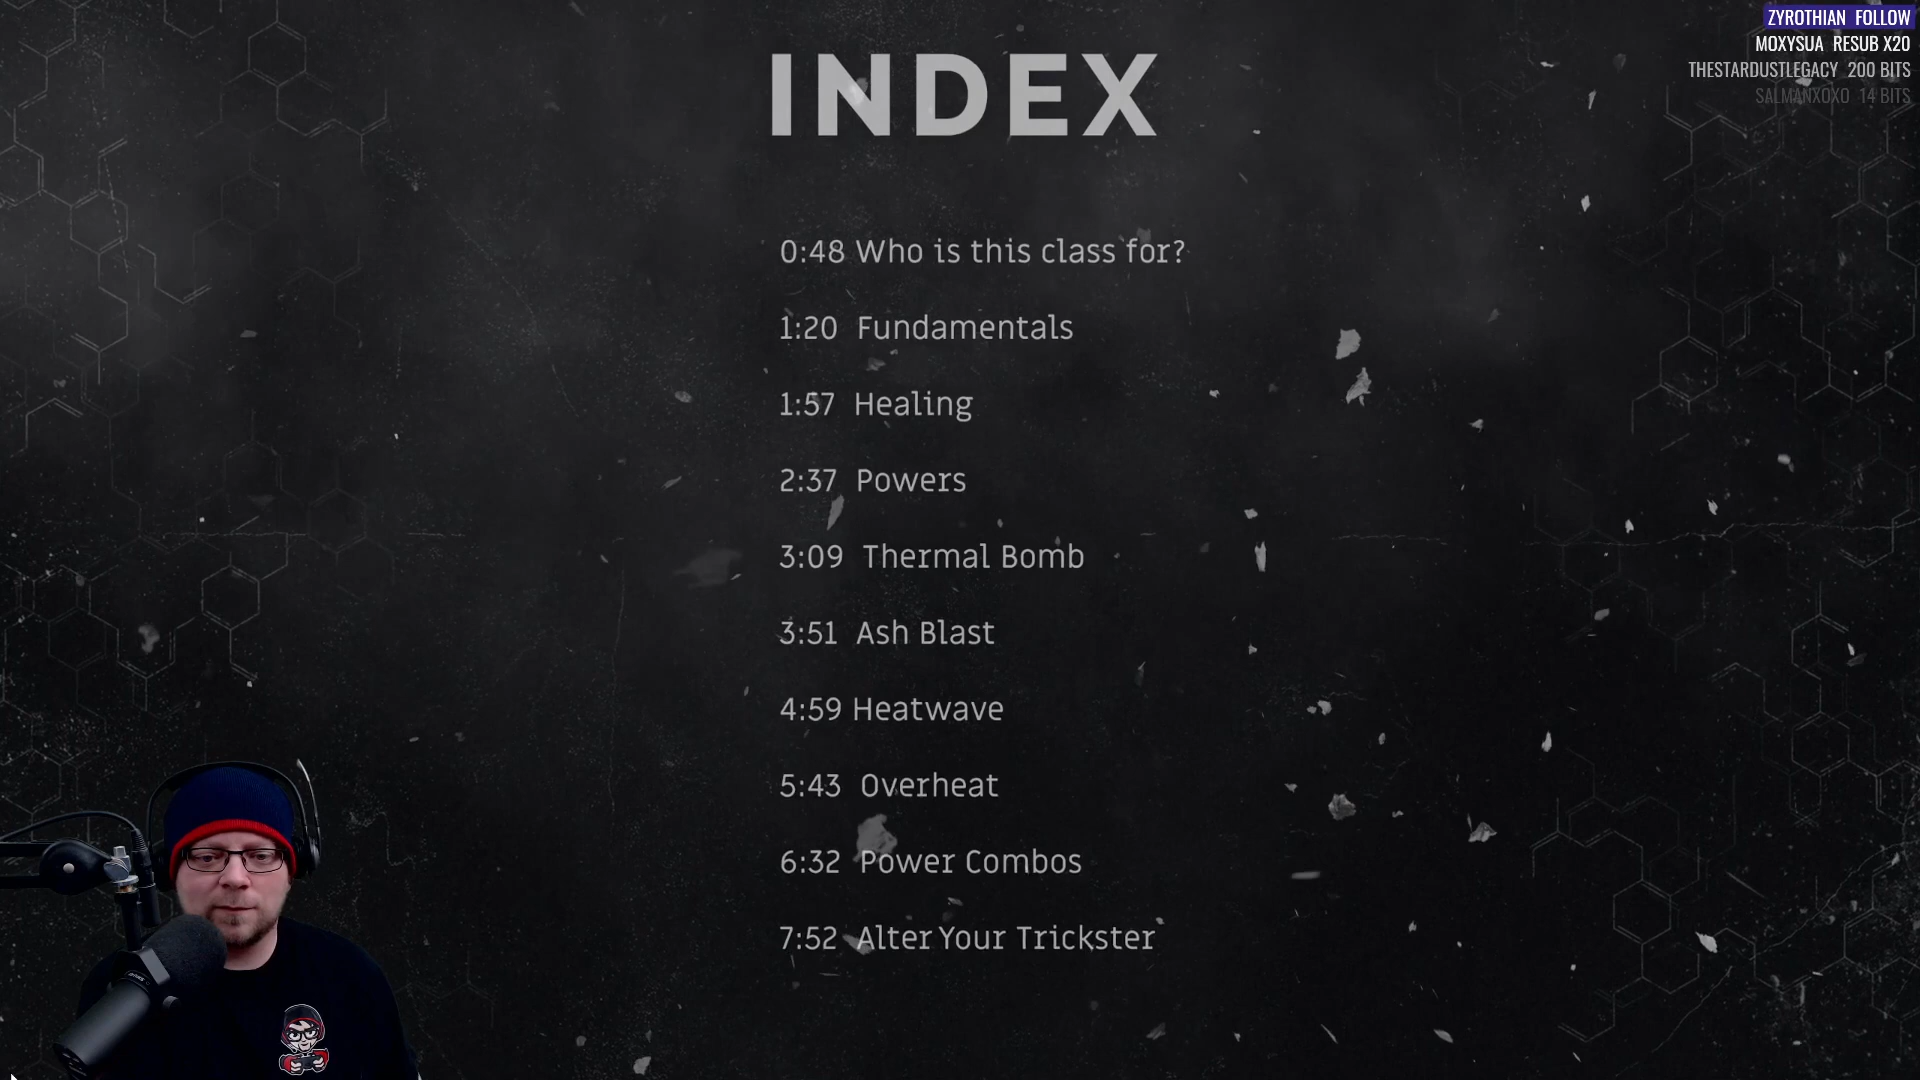 ZYROTHIAN FOLLOW
MOXYSUA RESUB X20
THESTARDUSTLEGACY 200 BITS
SALMANXOXO 14 BITS
INDEX
0:48 Who is this class for?
1:20 Fundamentals
1:57 Healing
2:37 Powers
3:09 Thermal Bomb
3:51 Ash Blast
4:59 Heatwave
5:43 Overheat
6:32 Power Combos
7:52 Alter Your Trickster